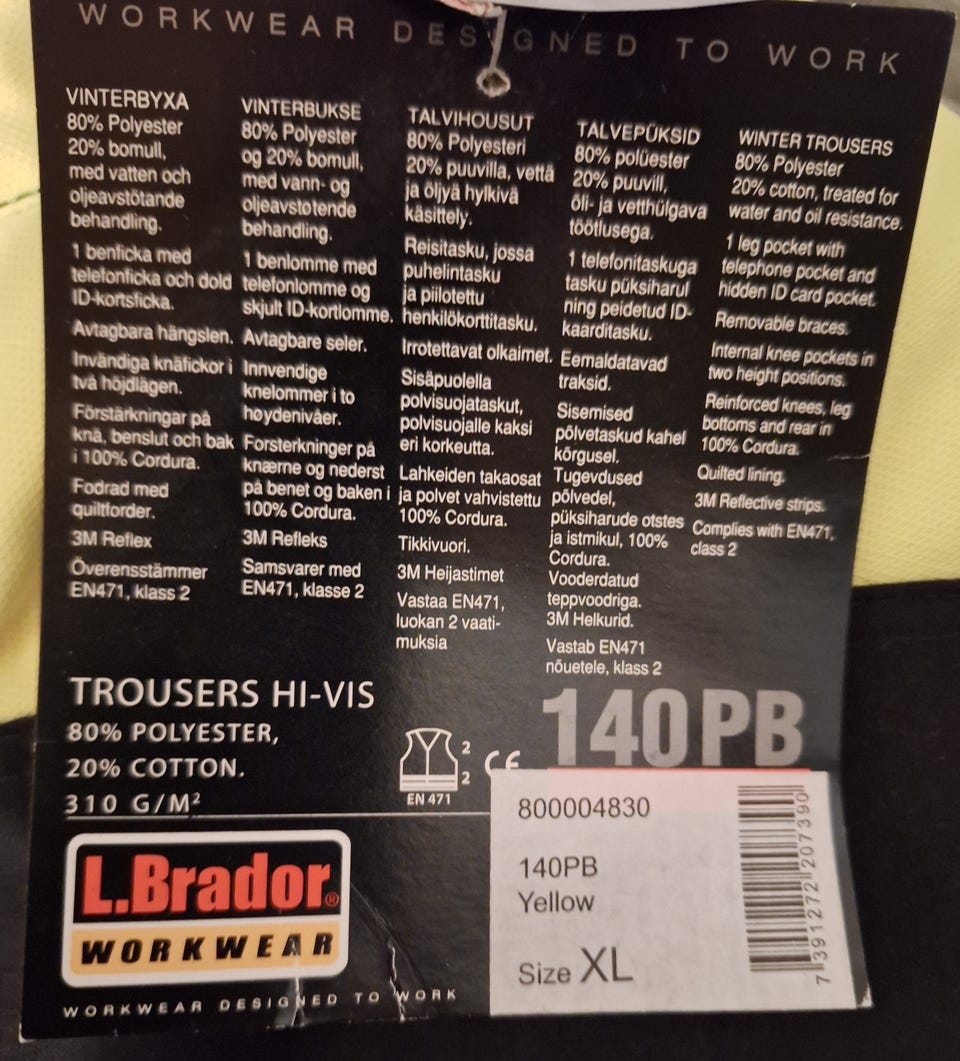 WORKWEAR DESIGNED TO WORK
VINTERBYXA
80% Polyester
20% bomull,
med vatten och
oljeavstötande
behandling.
1 benficka med
telefonficka och dold
ID-kortsficka.
Avtagbara hängslen.
Invändiga knäfickor i
två höjdlägen.
Förstärkningar på
knä, benslut och bak
i 100% Cordura.
Fodrad med
quiltforder.
3M Reflex
Överensstämmer
EN471, klass 2
VINTERBUKSE
80% Polyester
og 20% bomull,
med vann- og
oljeavstøtende
behandling.
1 benlomme med
telefonlomme og
skjult ID-kortlomme.
Avtagbare seler.
Innvendige
knelommer i to
høydenivåer.
Forsterkninger på
knærne og nederst
på benet og baken i
100% Cordura.
3M Refleks
Samsvarer med
EN471, klasse 2
TALVIHOUSUT
80% Polyesteri
20% puuvilla, vettä
ja öljyä hylkivä
käsittely.
Reisitasku, jossa
puhelintasku
ja piilotettu
henkilökorttitasku.
Irrotettavat olkaimet.
Sisäpuolella
polvisuojataskut,
polvisuojalle kaksi
eri korkeutta.
Lahkeiden takaosat
ja polvet vahvistettu
100% Cordura.
Tikkivuori.
3M Heijastimet
Vastaa EN471,
luokan 2 vaati-
muksia
TALVEPÜKSID
80% polüester
20% puuvill,
õli- ja vetthülgava
töötlusega.
1 telefonitaskuga
tasku püksiharul
ning peidetud ID-
kaarditasku.
Eemaldatavad
traksid.
Sisemised
põlvetaskud kahel
kõrgusel.
Tugevdused
põlvedel,
püksiharude otstes
ja istmikul, 100%
Cordura.
Vooderdatud
teppvoodriga.
3M Helkurid.
Vastab EN471
nõuetele, klass 2
WINTER TROUSERS
80% Polyester
20% cotton, treated for
water and oil resistance.
1 leg pocket with
telephone pocket and
hidden ID card pocket.
Removable braces.
Internal knee pockets in
two height positions.
Reinforced knees, leg
bottoms and rear in
100% Cordura.
Quilted lining.
3M Reflective strips.
Complies with EN471,
class 2
TROUSERS HI-VIS
80% POLYESTER,
20% COTTON.
310 G/M²
2
2
EN 471
CE
140PB
800004830
140PB
Yellow
Size XL
7 391272 207390
L.Brador®
WORKWEAR
WORKWEAR DESIGNED TO WORK